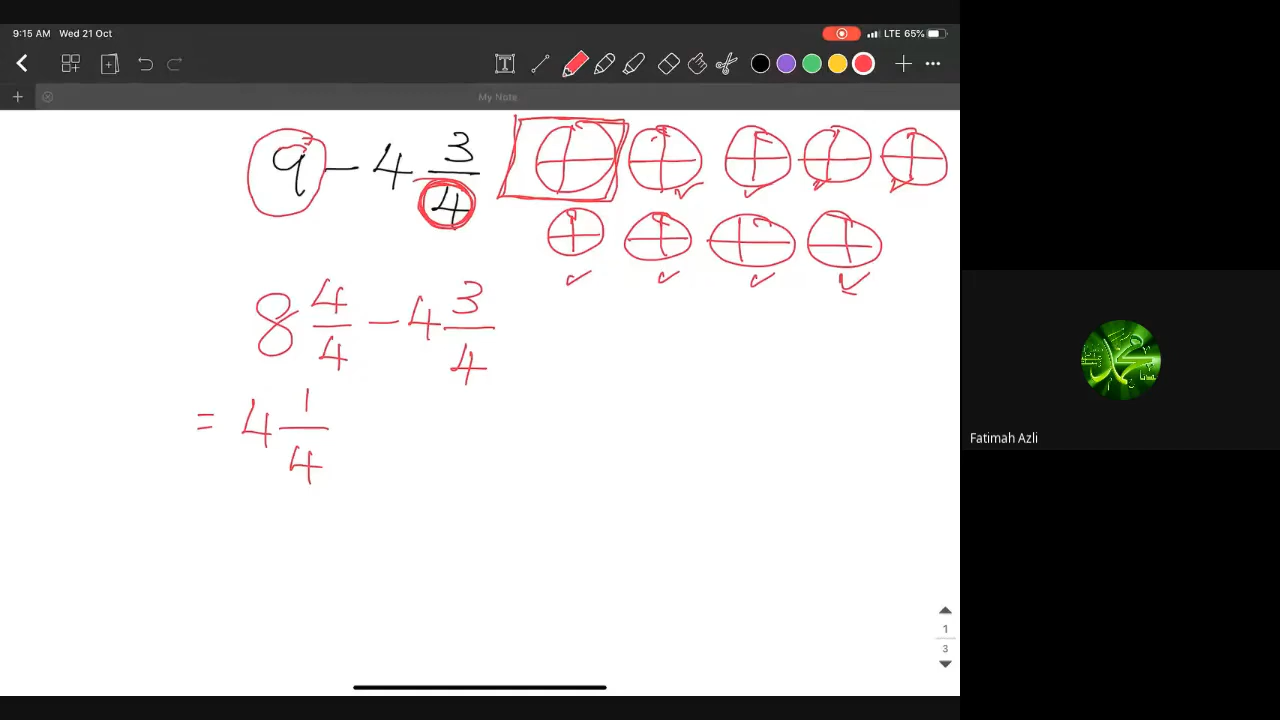 9:15 AM Wed 21 Oct
LTE 65%
My Note
9 - 4 3/4
8 4/4 - 4 3/4
= 4 1/4
Fatimah Azli
1
3